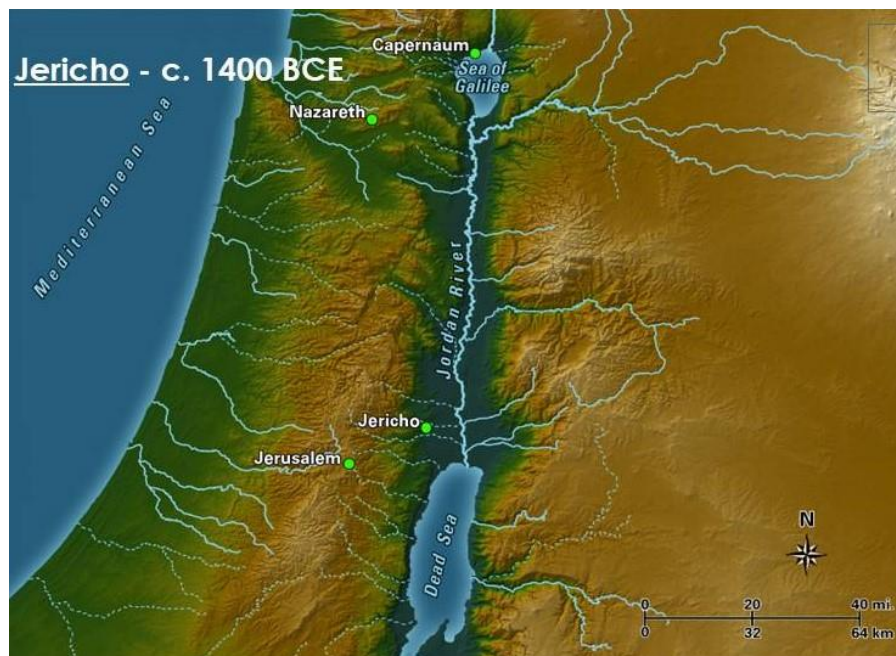 Jericho - c. 1400 BCE
Capernaum
Sea of
Galilee
Nazareth
Mediterranean Sea
Jordan River
Jericho
Jerusalem
Dead Sea
N
0 20 40 mi.
0 32 64 km